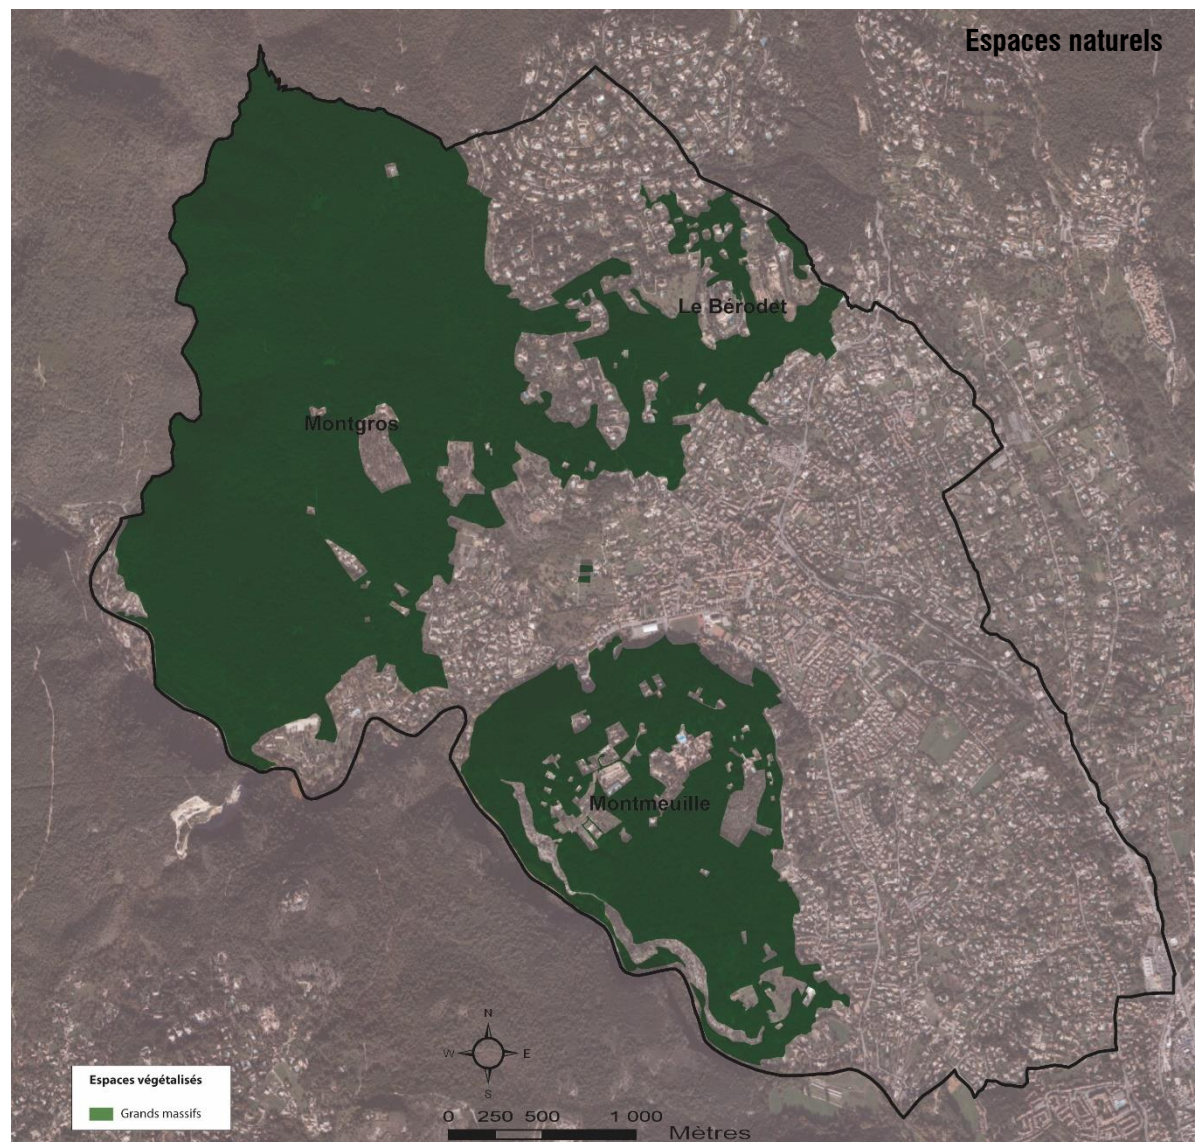 Espaces naturels
Le Bérodet
Montgros
Montmeuille
N
W E
S
Espaces végétalisés
Grands massifs
0 250 500 1 000
Mètres